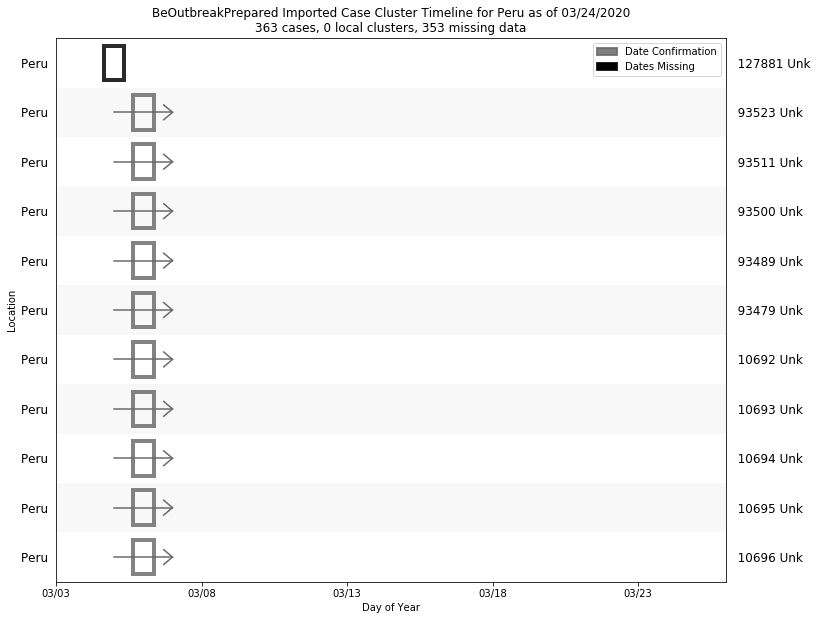 BeOutbreakPrepared Imported Case Cluster Timeline for Peru as of 03/24/2020
363 cases, 0 local clusters, 353 missing data
Date Confirmation
Dates Missing
Peru 127881 Unk
Peru 93523 Unk
Peru 93511 Unk
Peru 93500 Unk
Peru 93489 Unk
Peru 93479 Unk
Peru 10692 Unk
Peru 10693 Unk
Peru 10694 Unk
Peru 10695 Unk
Peru 10696 Unk
Location
03/03 03/08 03/13 03/18 03/23
Day of Year